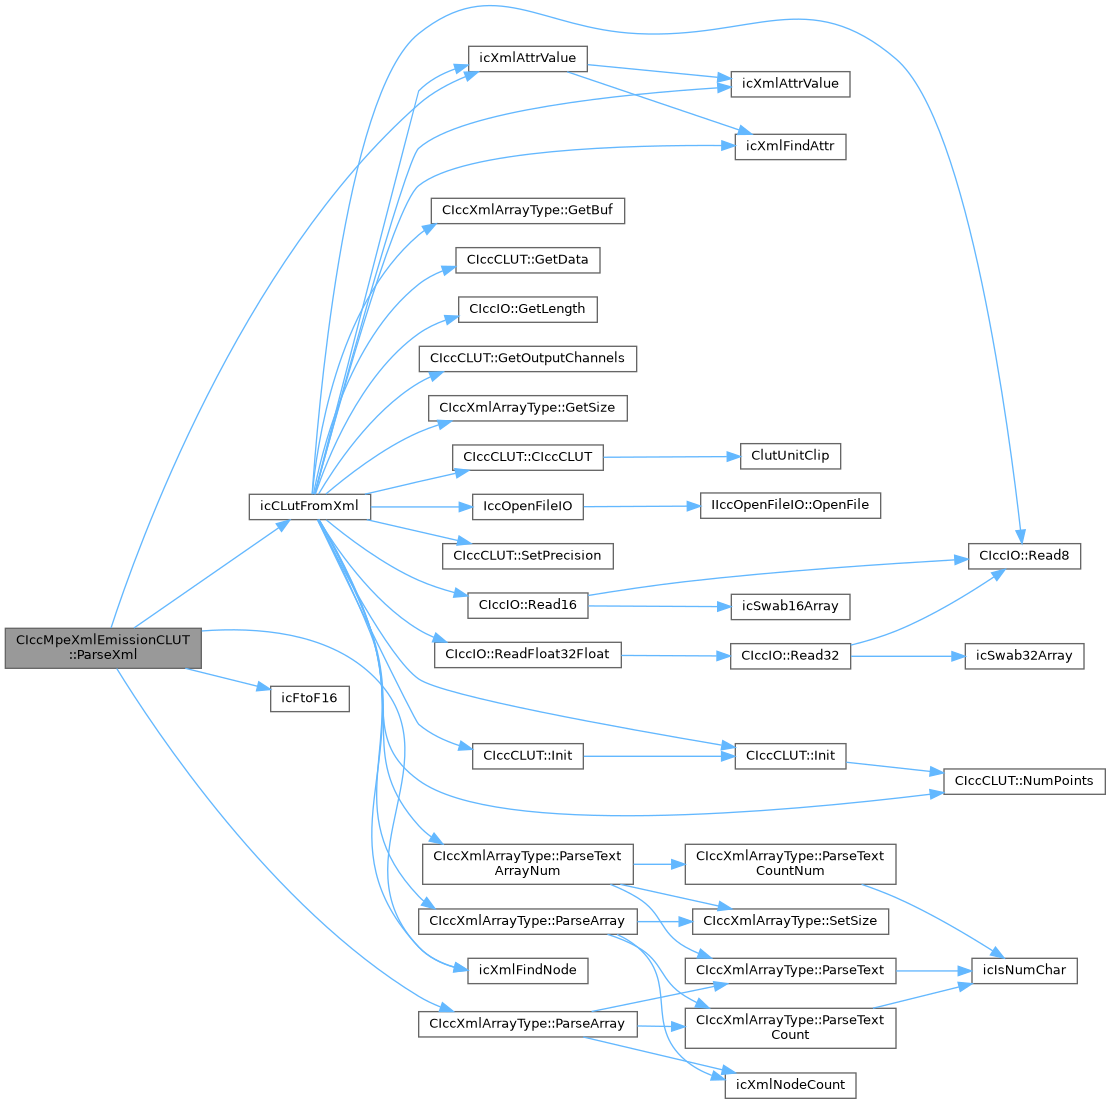 icXmlAttrValue
icXmlAttrValue
icXmlFindAttr
CIccXmlArrayType::GetBuf
CIccCLUT::GetData
CIccIO::GetLength
CIccCLUT::GetOutputChannels
CIccXmlArrayType::GetSize
CIccCLUT::CIccCLUT
ClutUnitClip
icCLutFromXml
IccOpenFileIO
IIccOpenFileIO::OpenFile
CIccCLUT::SetPrecision
CIccIO::Read8
CIccIO::Read16
icSwab16Array
CIccMpeXmlEmissionCLUT
::ParseXml
CIccIO::ReadFloat32Float
CIccIO::Read32
icSwab32Array
icFtoF16
CIccCLUT::Init
CIccCLUT::Init
CIccCLUT::NumPoints
CIccXmlArrayType::ParseText
ArrayNum
CIccXmlArrayType::ParseText
CountNum
CIccXmlArrayType::ParseArray
CIccXmlArrayType::SetSize
icXmlFindNode
CIccXmlArrayType::ParseText
icIsNumChar
CIccXmlArrayType::ParseArray
CIccXmlArrayType::ParseText
Count
icXmlNodeCount